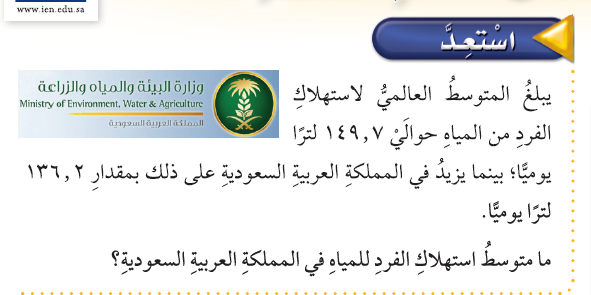 www.ien.edu.sa
اسْتعِدَّ
يبلغُ المتوسطُ العالميُّ لاستهلاكِ
الفردِ من المياهِ حوالَيْ ١٤٩,٧ لترًا
يوميًّا؛ بينما يزيدُ في المملكةِ العربيةِ السعوديةِ على ذلك بمقدارِ ١٣٦,٢
لترًا يوميًّا.
وزارة البيئة والمياه والزراعة
Ministry of Environment, Water & Agriculture
المملكة العربية السعودية
ما متوسطُ استهلاكِ الفردِ للمياهِ في المملكةِ العربيةِ السعوديةِ؟